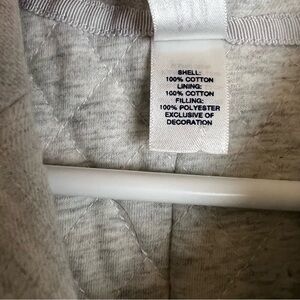 SHELL:
100% COTTON
LINING:
100% COTTON
FILLING:
100% POLYESTER
EXCLUSIVE OF
DECORATION